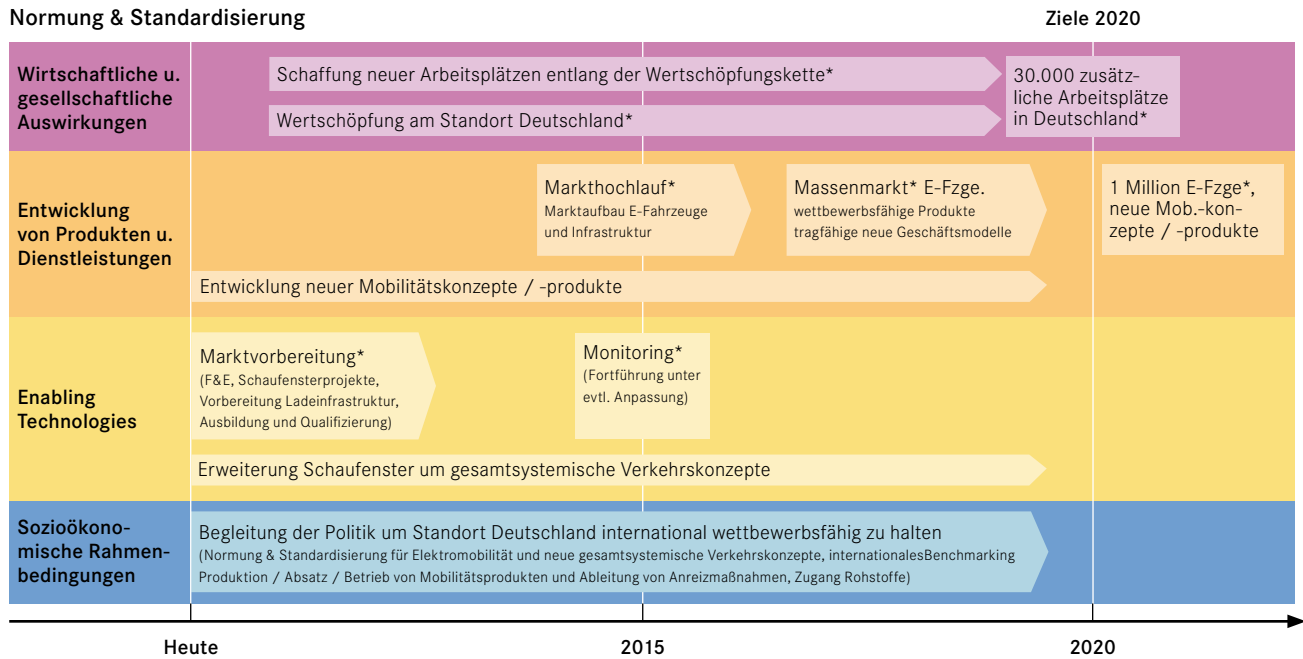 Normung & Standardisierung
Ziele 2020
Wirtschaftliche u.
gesellschaftliche
Auswirkungen
Schaffung neuer Arbeitsplätzen entlang der Wertschöpfungskette*
Wertschöpfung am Standort Deutschland*
30.000 zusätz-
liche Arbeitsplätze
in Deutschland*
Entwicklung
von Produkten u.
Dienstleistungen
Markthochlauf*
Marktaufbau E-Fahrzeuge
und Infrastruktur
Massenmarkt* E-Fzge.
wettbewerbsfähige Produkte
tragfähige neue Geschäftsmodelle
1 Million E-Fzge*,
neue Mob.-kon-
zepte / -produkte
Entwicklung neuer Mobilitätskonzepte / -produkte
Enabling
Technologies
Marktvorbereitung*
(F&E, Schaufensterprojekte,
Vorbereitung Ladeinfrastruktur,
Ausbildung und Qualifizierung)
Monitoring*
(Fortführung unter
evtl. Anpassung)
Erweiterung Schaufenster um gesamtsystemische Verkehrskonzepte
Sozioökono-
mische Rahmen-
bedingungen
Begleitung der Politik um Standort Deutschland international wettbewerbsfähig zu halten
(Normung & Standardisierung für Elektromobilität und neue gesamtsystemische Verkehrskonzepte, internationalesBenchmarking
Produktion / Absatz / Betrieb von Mobilitätsprodukten und Ableitung von Anreizmaßnahmen, Zugang Rohstoffe)
Heute
2015
2020